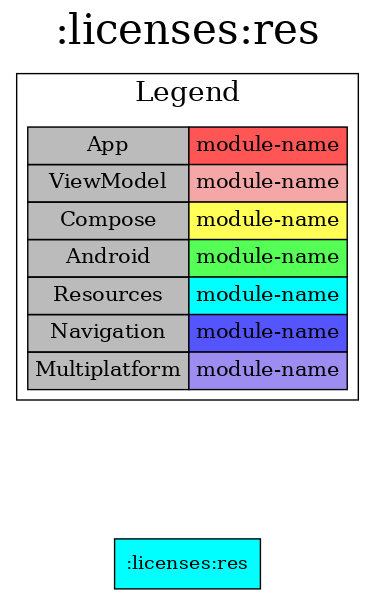 :licenses:res
Legend
App module-name
ViewModel module-name
Compose module-name
Android module-name
Resources module-name
Navigation module-name
Multiplatform module-name
:licenses:res